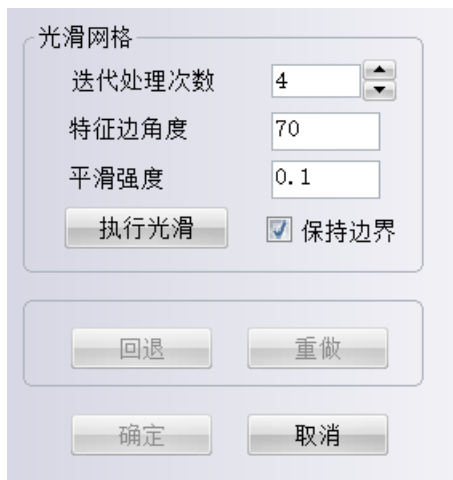 光滑网格
迭代处理次数 4
特征边角度 70
平滑强度 0.1
执行光滑 保持边界
回退 重做
确定 取消